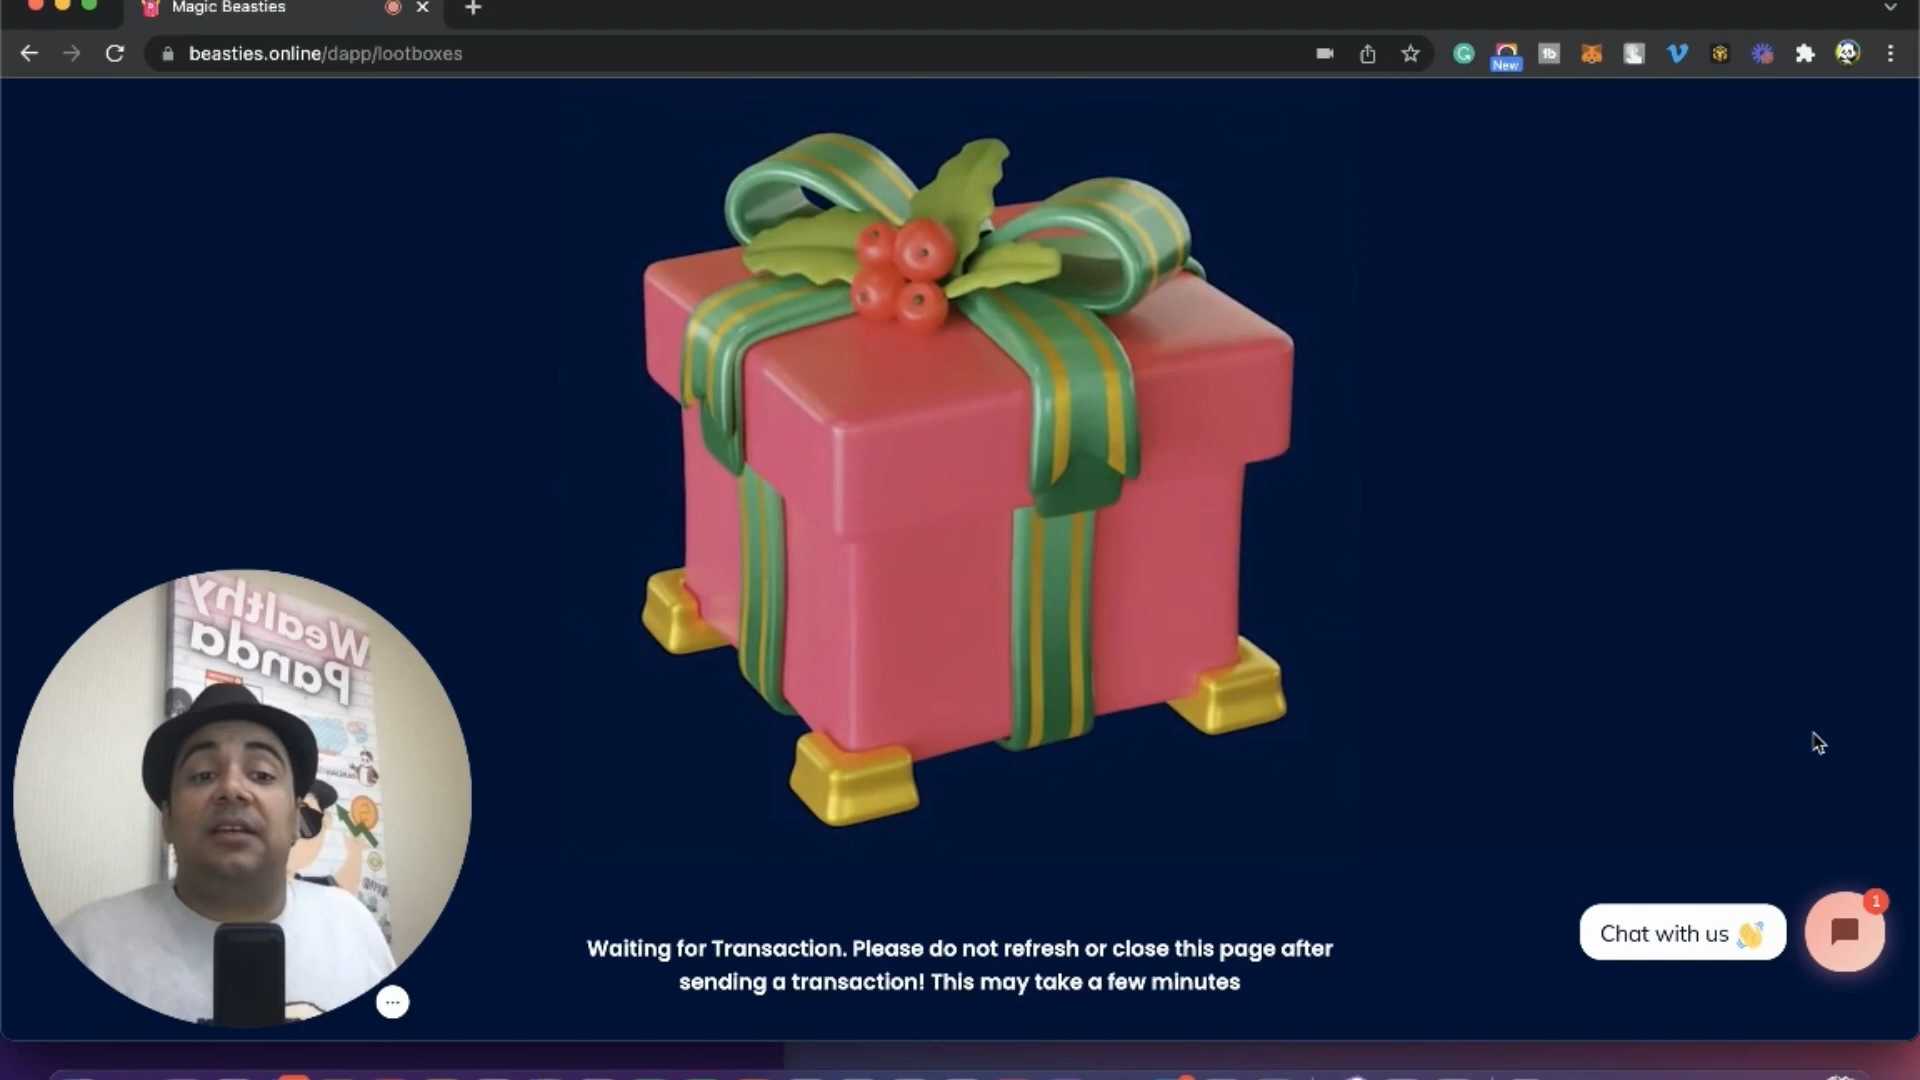 Magic Beasties
beasties.online/dapp/lootboxes
New
Wealthy
Panda
1
Chat with us 👋
Waiting for Transaction. Please do not refresh or close this page after
sending a transaction! This may take a few minutes